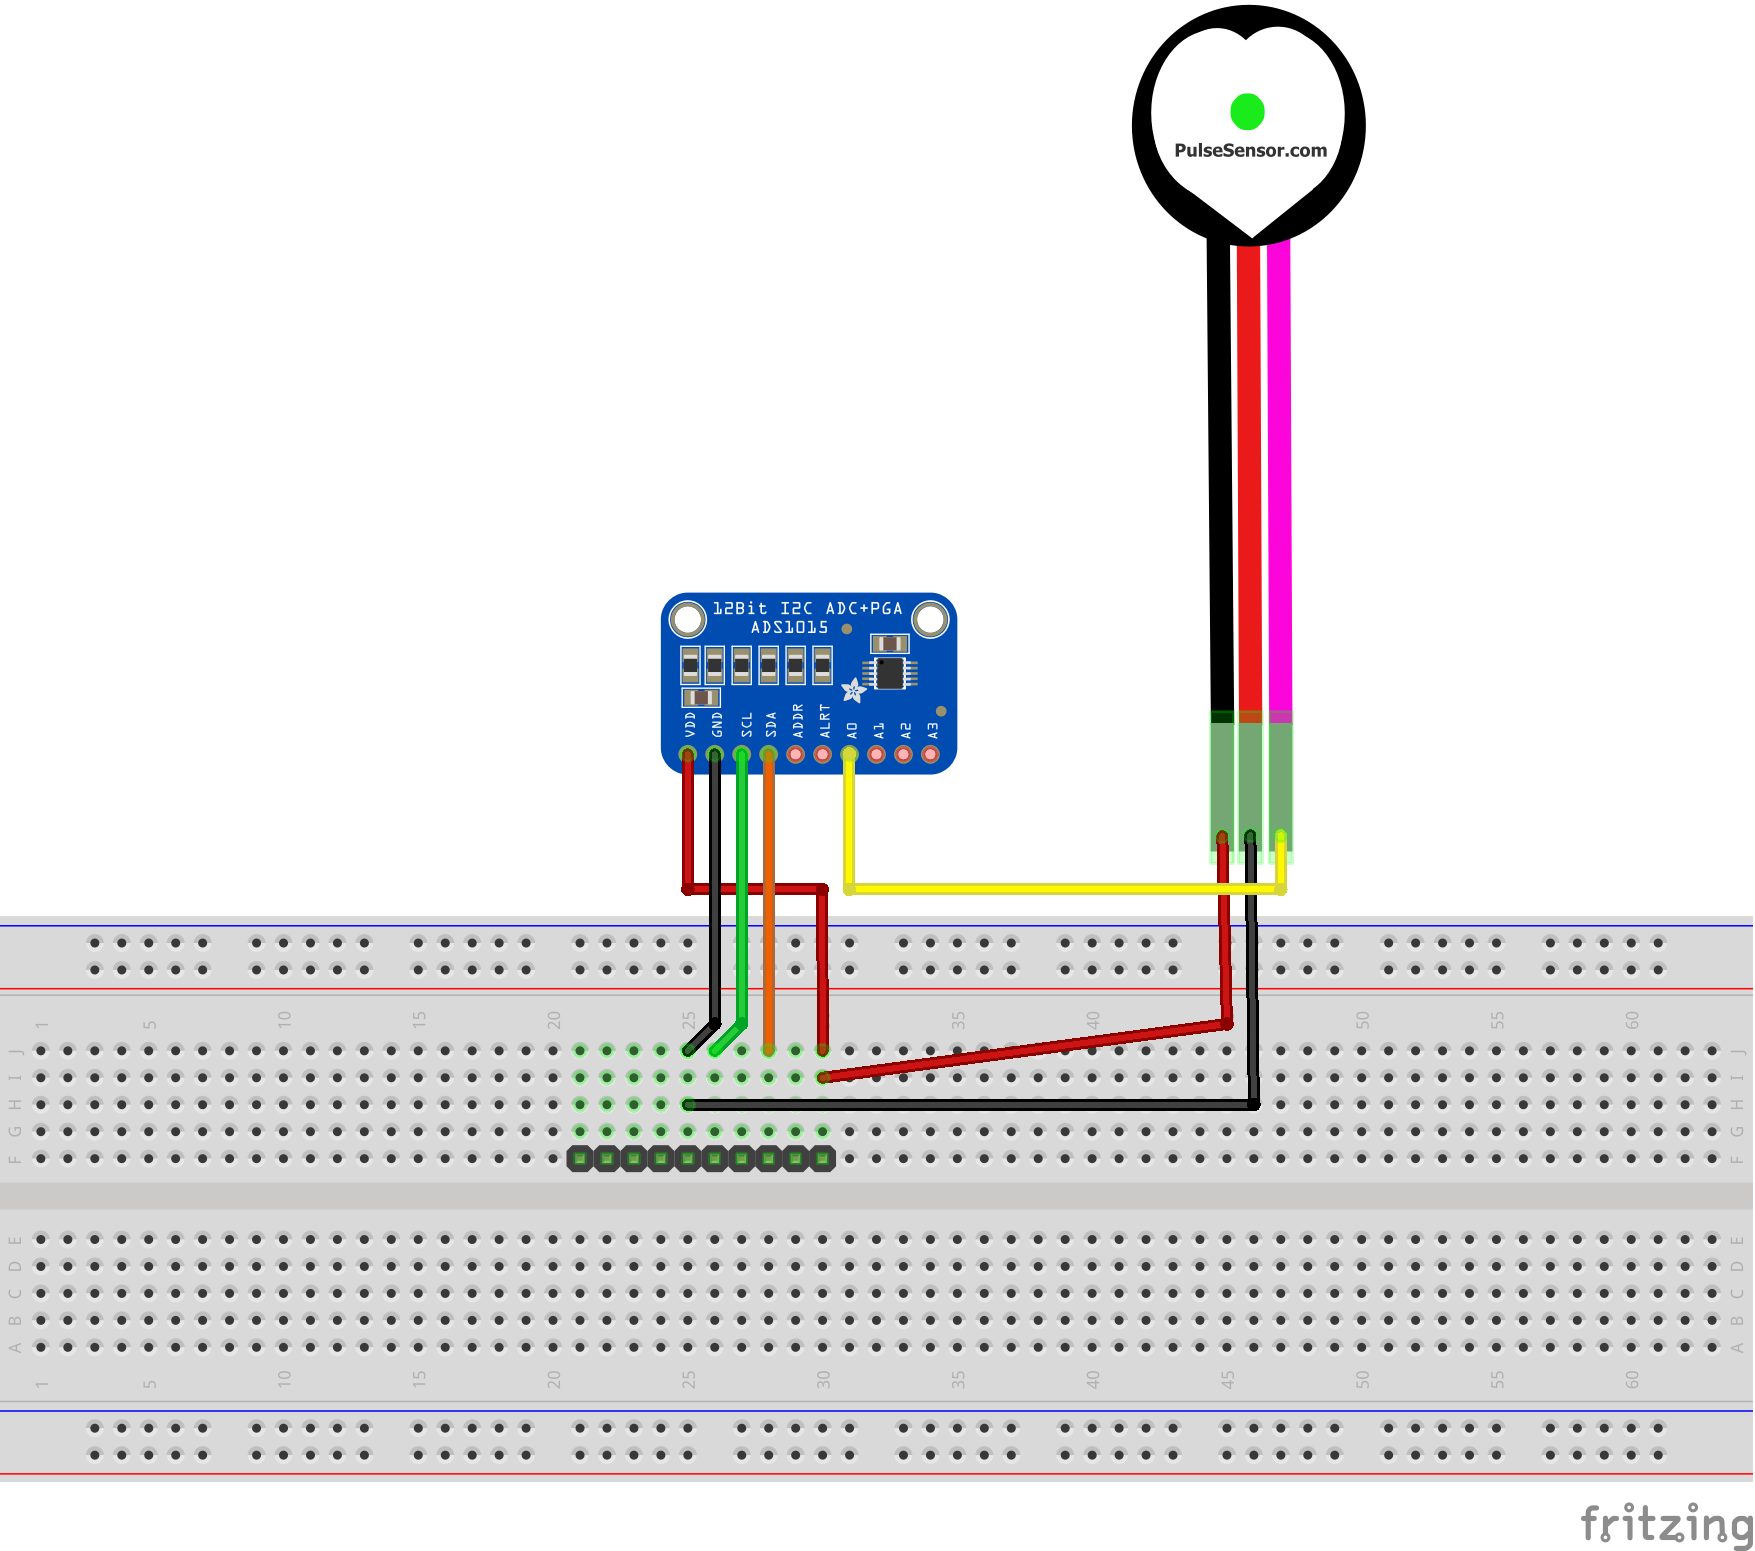 PulseSensor.com
12Bit I2C ADC+PGA
ADS1015
VDD GND SCL SDA ADDR ALRT A0 A1 A2 A3
1 5 10 15 20 25 35 40 50 55 60
J J
I I
H H
G G
F F
E E
D D
C C
B B
A A
1 5 10 15 20 25 30 35 40 45 50 55 60
fritzing